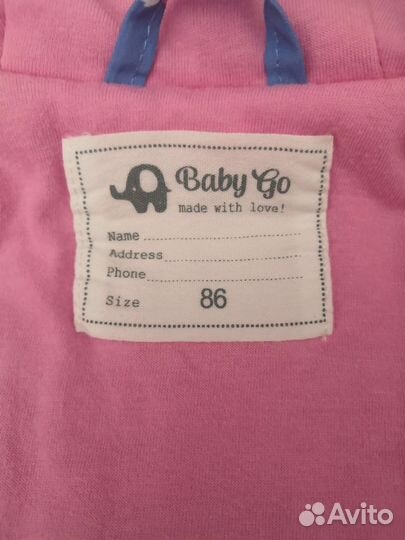 Baby Go
made with love!
Name
Address
Phone
Size 86
Avito